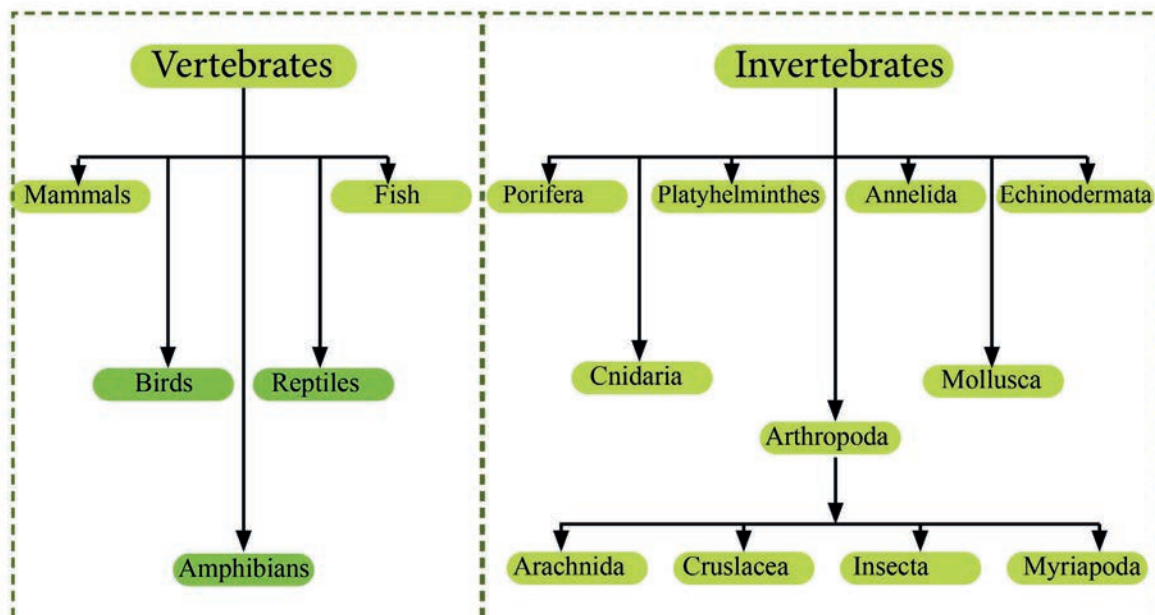 Vertebrates
Mammals
Fish
Birds
Reptiles
Amphibians
Invertebrates
Porifera
Platyhelminthes
Annelida
Echinodermata
Cnidaria
Mollusca
Arthropoda
Arachnida
Cruslacea
Insecta
Myriapoda